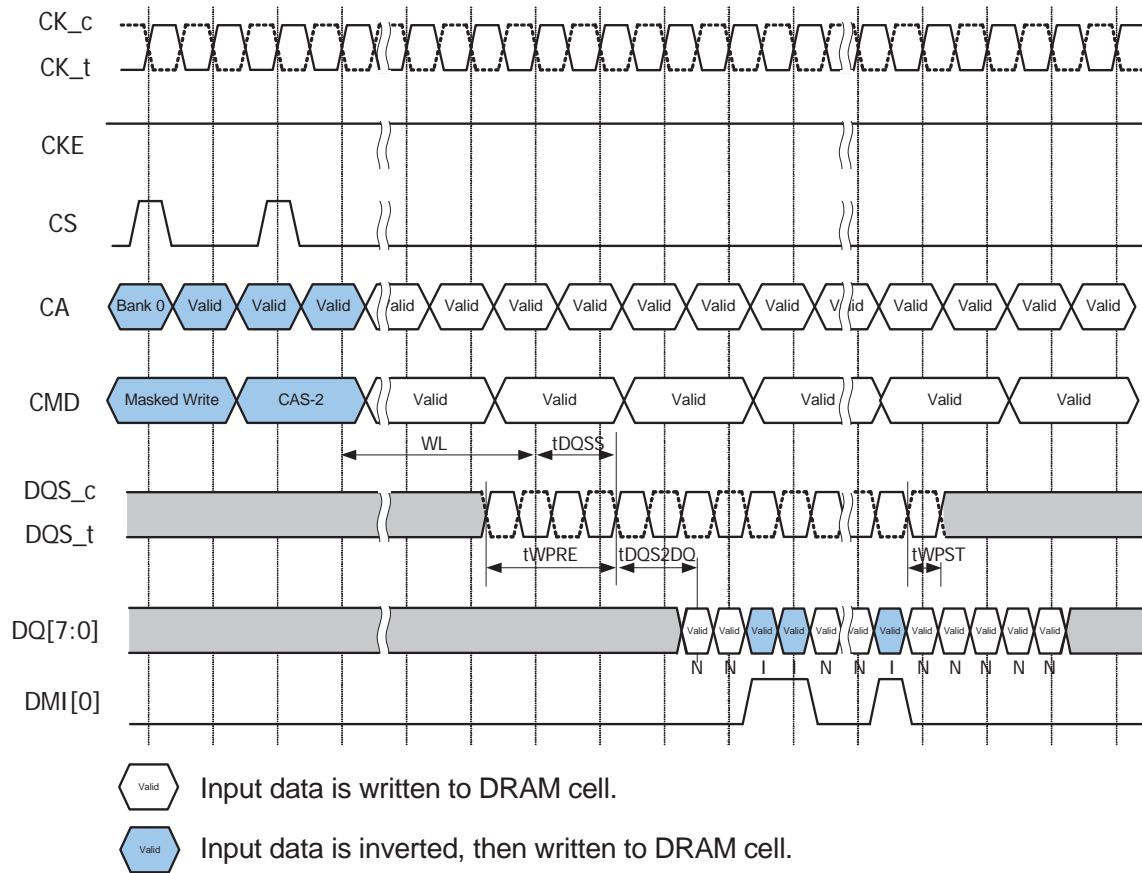 CK_c
CK_t
CKE
CS
CA
Bank 0 Valid Valid Valid alid Valid Valid Valid Valid Valid Valid V lid Valid Valid Valid Valid
CMD
Masked Write CAS-2 Valid Valid Valid Valid Valid Valid
WL tDQSS
DQS_c
DQS_t
tWPRE tDQS2DQ tWPST
DQ[7:0]
Valid Valid Valid Valid Valid Valid Valid Valid Valid Valid Valid Valid
N N I I N N I N N N N N
DMI[0]
Valid Input data is written to DRAM cell.
Valid Input data is inverted, then written to DRAM cell.